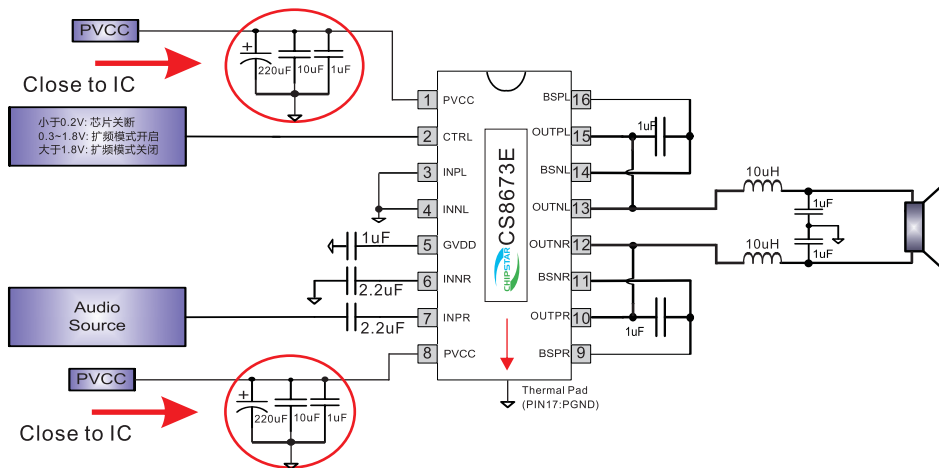 PVCC
Close to IC
+
220uF
10uF
1uF
小于0.2V: 芯片关断
0.3~1.8V: 扩频模式开启
大于1.8V: 扩频模式关闭
1 PVCC
2 CTRL
3 INPL
4 INNL
5 GVDD
6 INNR
7 INPR
8 PVCC
1uF
2.2uF
2.2uF
Audio
Source
PVCC
Close to IC
+
220uF
10uF
1uF
CS8673E
CHIPSTAR
BSPL 16
OUTPL 15
BSNL 14
OUTNL 13
OUTNR 12
BSNR 11
OUTPR 10
BSPR 9
1uF
1uF
10uH
10uH
1uF
1uF
Thermal Pad
(PIN17:PGND)